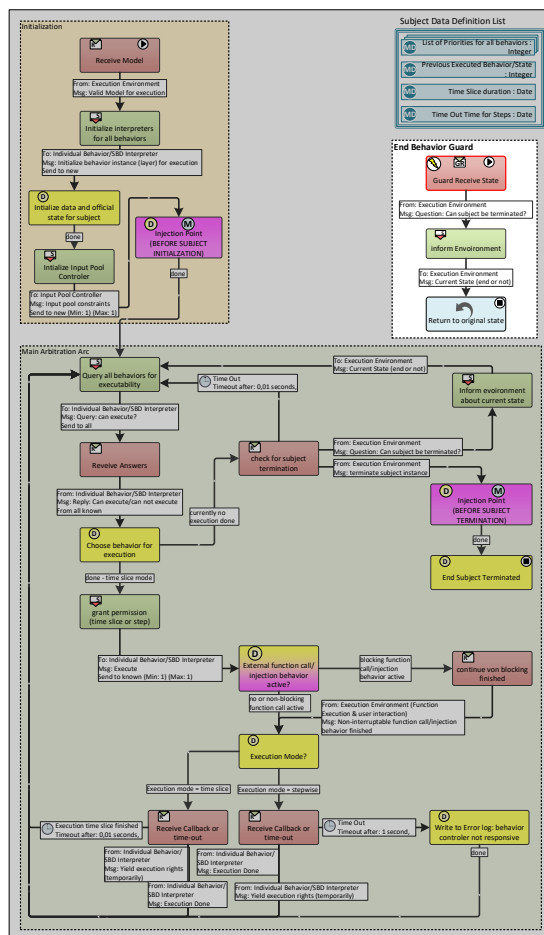 Initialization
Receive Model
From: Execution Environment
Msg: Valid Model for execution
Initialize interpreters
for all behaviors
To: Individual Behavior/SBD Interpreter
Msg: Initialize behavior instance (layer) for execution
Send to new
Intialize data and official
state for subject
done
Intialize Input Pool
Controler
To: Input Pool Controller
Msg: Input pool constraints
Send to new (Min: 1) (Max: 1)
Injection Point
(BEFORE SUBJECT
INITIALZATION)
done
Subject Data Definition List
List of Priorities for all behaviors :
Integer
Previous Executed Behavior/State
: Integer
Time Slice duration : Date
Time Out Time for Steps : Date
End Behavior Guard
Guard Receive State
From: Execution Environment
Msg: Question: Can subject be terminated?
inform Envoironment
To: Execution Environment
Msg: Current State (end or not)
Return to original state
Main Arbitration Arc
Query all behaviors for
executability
Time Out
Timeout after: 0,01 seconds,
To: Execution Environment
Msg: Current State (end or not)
Inform evoironment
about current state
To: Individual Behavior/SBD Interpreter
Msg: Query: can execute?
Send to all
Reveive Answers
check for subject
termination
From: Execution Environment
Msg: Question: Can subject be terminated?
From: Execution Environment
Msg: terminate subject instance
From: Individual Behavior/SBD Interpreter
Msg: Reply: Can execute/can not execute
From all known
currently no
execution done
Injection Point
(BEFORE SUBJECT
TERMINATION)
done
Choose behavior for
execution
End Subject Terminated
done - time slice mode
grant permission
(time slice or step)
To: Individual Behavior/SBD Interpreter
Msg: Execute
Send to known (Min: 1) (Max: 1)
External function call/
injection behavior
active?
blocking function
call/injection
behavior active
continue von blocking
finished
no or non-blocking
function call active
From: Execution Environment (Function
Execution & user interaction)
Msg: Non-interruptable function call/injection
behavior finished
Execution Mode?
Execution mode = time slice
Execution mode = stepwise
Execution time slice finished
Timeout after: 0,01 seconds,
Receive Callback or
time-out
Receive Callback or
time-out
Time Out
Timeout after: 1 second,
Write to Error log: behavior
controler not responsive
From: Individual Behavior/
SBD Interpreter
Msg: Yield execution rights
(temporarily)
From: Individual Behavior/
SBD Interpreter
Msg: Execution Done
done
From: Individual Behavior/
SBD Interpreter
Msg: Execution Done
From: Individual Behavior/
SBD Interpreter
Msg: Yield execution rights (temporarily)